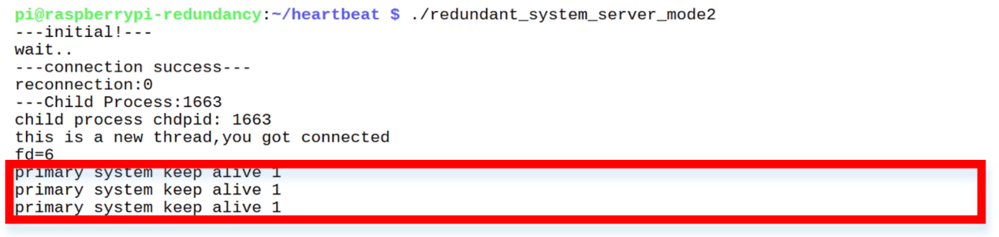 pi@raspberrypi-redundancy:~/heartbeat $ ./redundant_system_server_mode2
---initial!---
wait..
---connection success---
reconnection:0
---Child Process:1663
child process chdpid: 1663
this is a new thread,you got connected
fd=6
primary system keep alive 1
primary system keep alive 1
primary system keep alive 1